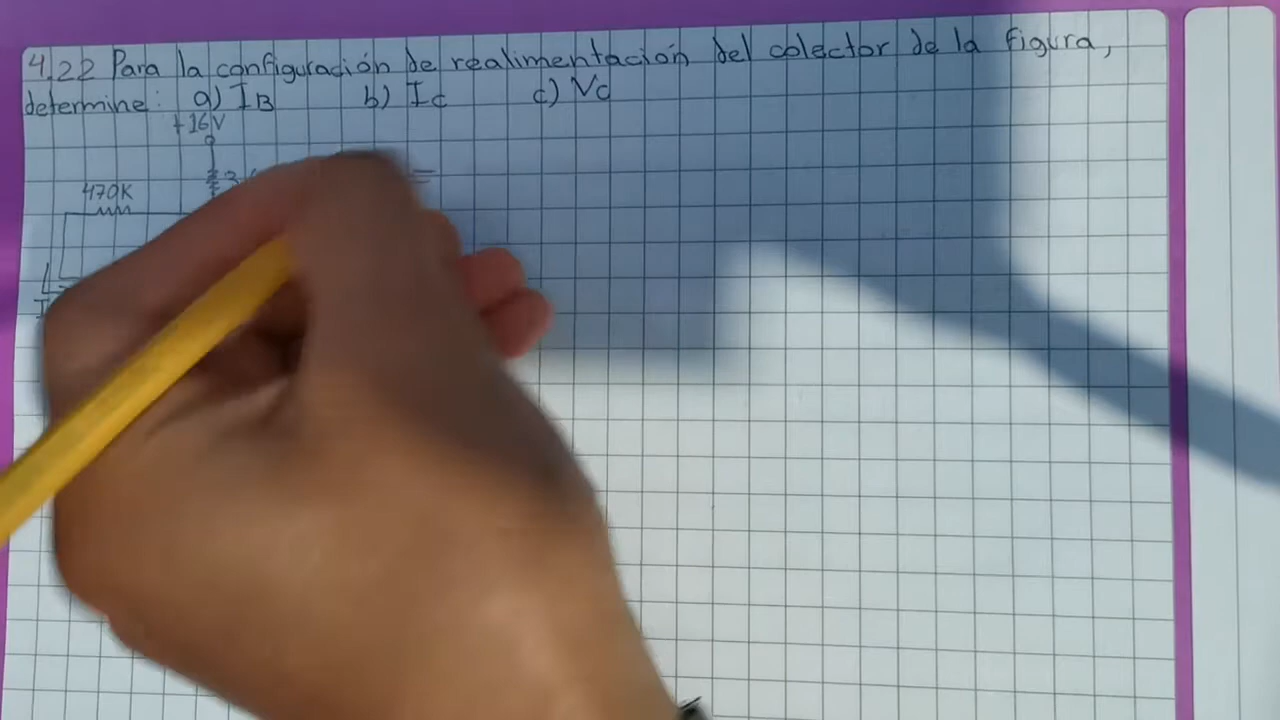 4.22 Para la configuración de realimentación del colector de la figura,
determine: a) IB b) Ic c) Vc
+16V
470K